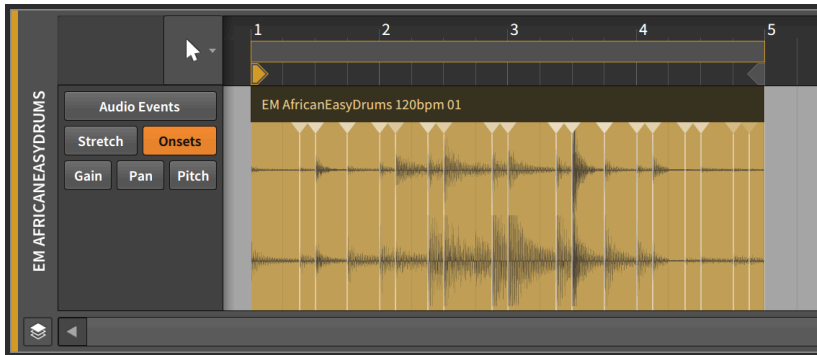 1 2 3 4 5
EM AFRICANEASYDRUMS
Audio Events
EM AfricanEasyDrums 120bpm 01
Stretch Onsets
Gain Pan Pitch